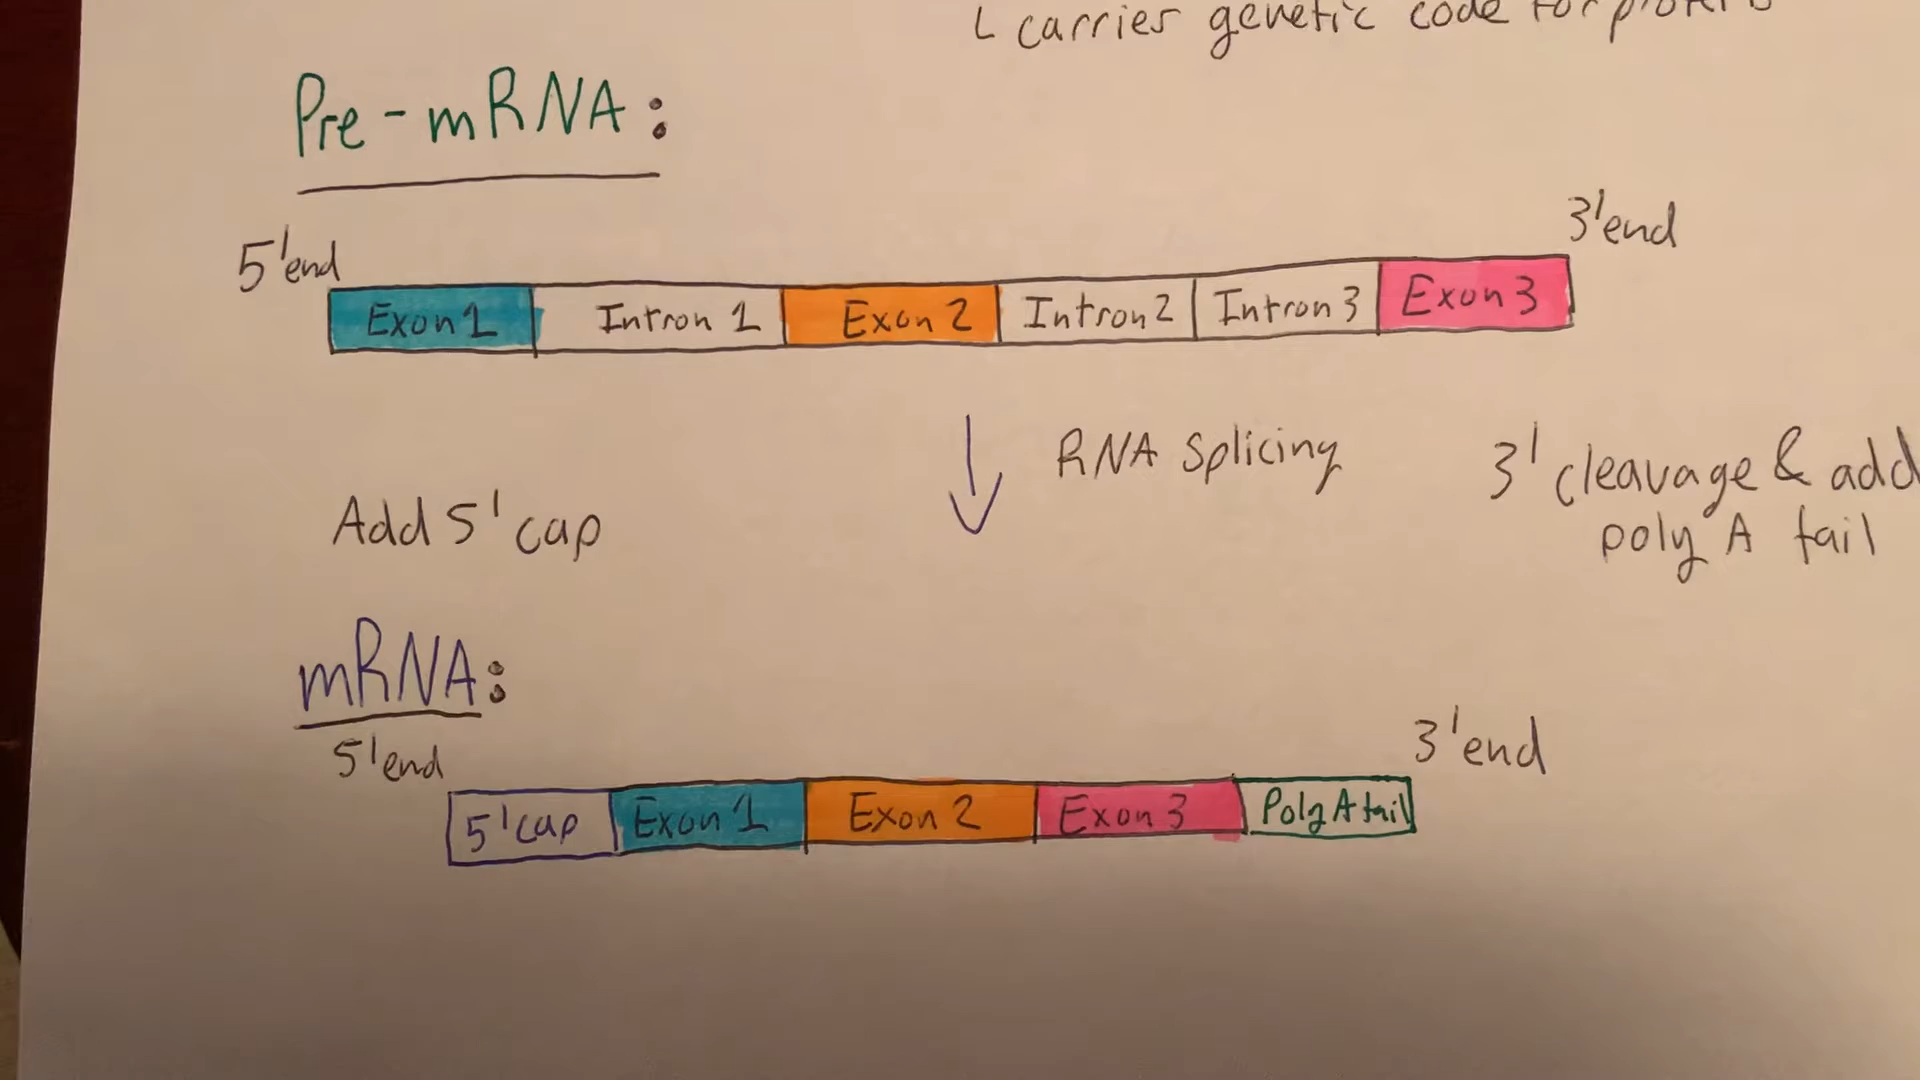 L carries genetic code for
Pre-mRNA:
5' end
3' end
Exon 1 Intron 1 Exon 2 Intron 2 Intron 3 Exon 3
RNA splicing
3' cleavage & add
poly A tail
Add 5' cap
mRNA:
5' end
3' end
5' cap Exon 1 Exon 2 Exon 3 Poly A tail